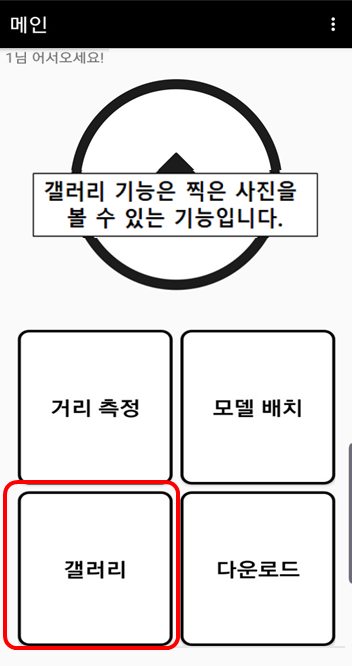 메인
1님 어서오세요!
갤러리 기능은 찍은 사진을
볼 수 있는 기능입니다.
거리 측정
모델 배치
갤러리
다운로드